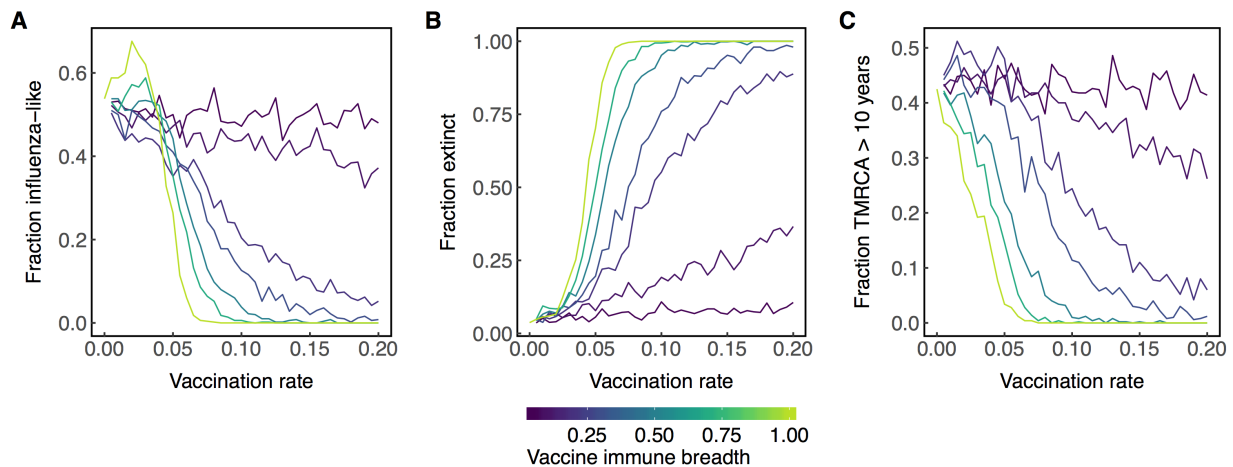 A
B
C
Fraction influenza–like
0.6
0.4
0.2
0.0
0.00 0.05 0.10 0.15 0.20
Vaccination rate
Fraction extinct
1.00
0.75
0.50
0.25
0.00
0.00 0.05 0.10 0.15 0.20
Vaccination rate
Fraction TMRCA > 10 years
0.5
0.4
0.3
0.2
0.1
0.0
0.00 0.05 0.10 0.15 0.20
Vaccination rate
0.25 0.50 0.75 1.00
Vaccine immune breadth